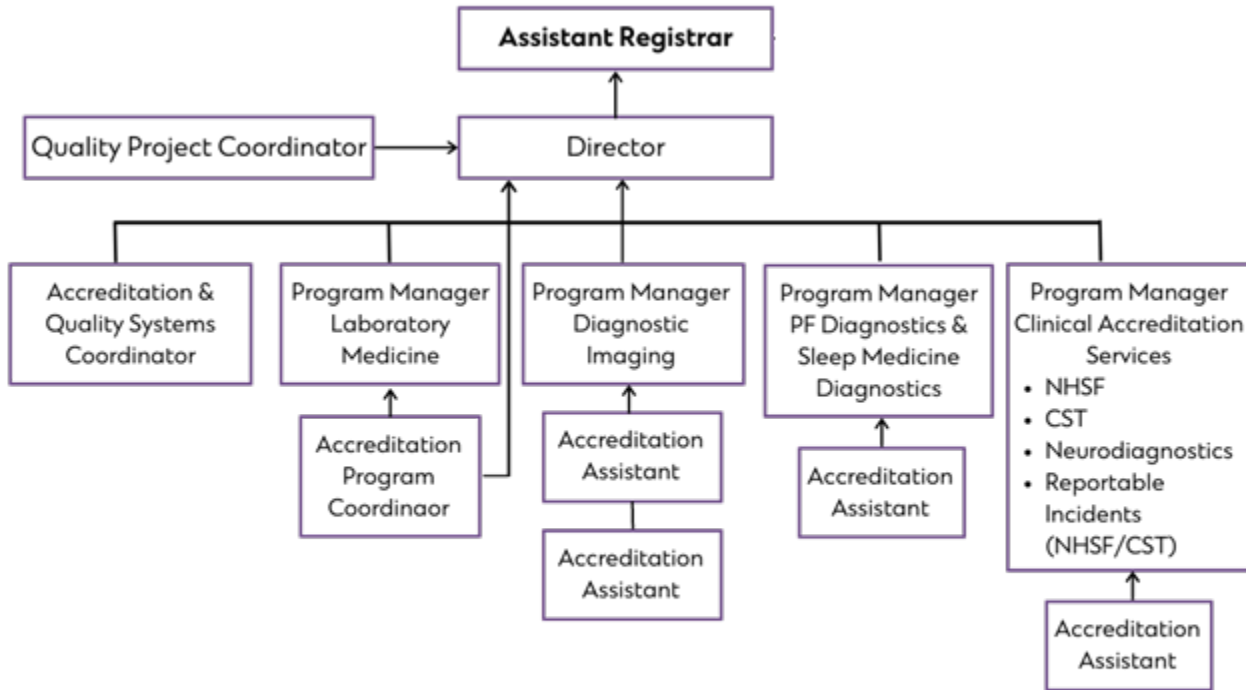 Assistant Registrar
Quality Project Coordinator
Director
Accreditation &
Quality Systems
Coordinator
Program Manager
Laboratory
Medicine
Program Manager
Diagnostic
Imaging
Program Manager
PF Diagnostics &
Sleep Medicine
Diagnostics
Program Manager
Clinical Accreditation
Services
• NHSF
• CST
• Neurodiagnostics
• Reportable
Incidents
(NHSF/CST)
Accreditation
Program
Coordinaor
Accreditation
Assistant
Accreditation
Assistant
Accreditation
Assistant
Accreditation
Assistant